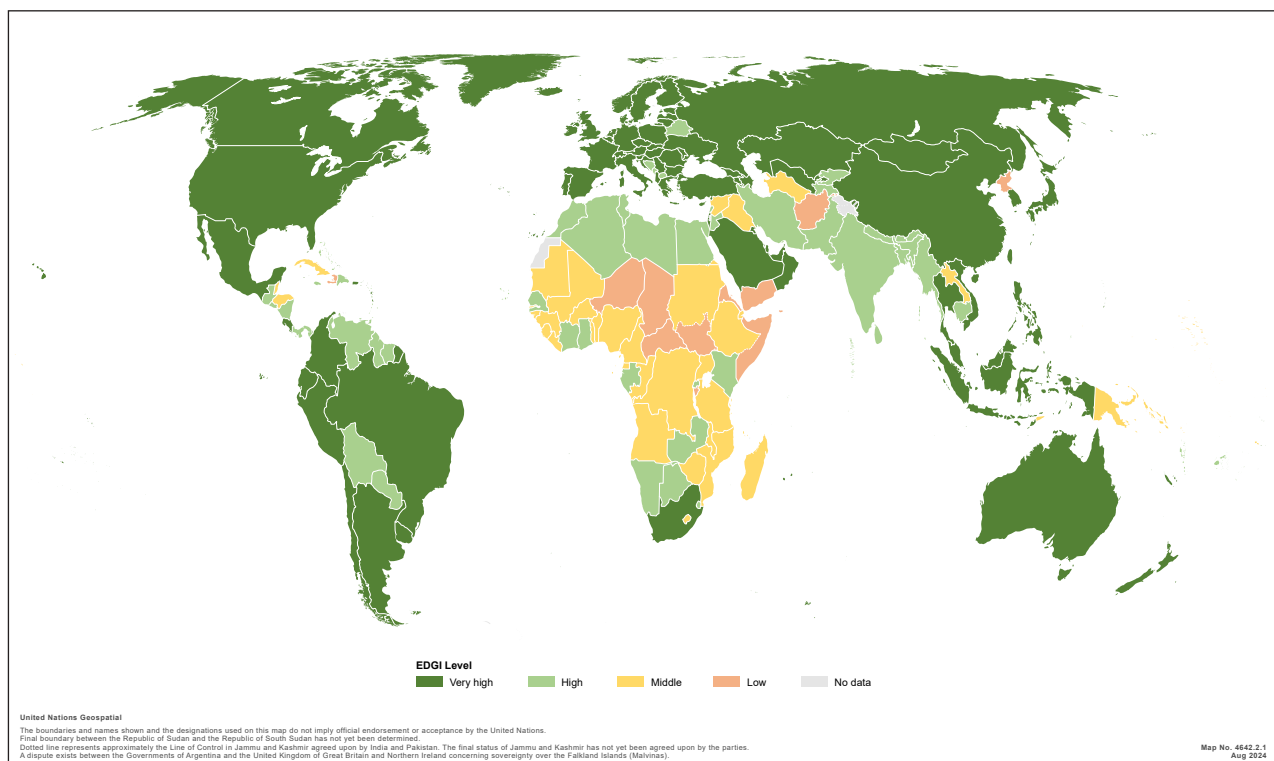 EDGI Level
Very high High Middle Low No data
United Nations Geospatial
The boundaries and names shown and the designations used on this map do not imply official endorsement or acceptance by the United Nations.
Final boundary between the Republic of Sudan and the Republic of South Sudan has not yet been determined.
Dotted line represents approximately the Line of Control in Jammu and Kashmir agreed upon by India and Pakistan. The final status of Jammu and Kashmir has not yet been agreed upon by the parties.
A dispute exists between the Governments of Argentina and the United Kingdom of Great Britain and Northern Ireland concerning sovereignty over the Falkland Islands (Malvinas).
Map No. 4642.2.1
Aug 2024